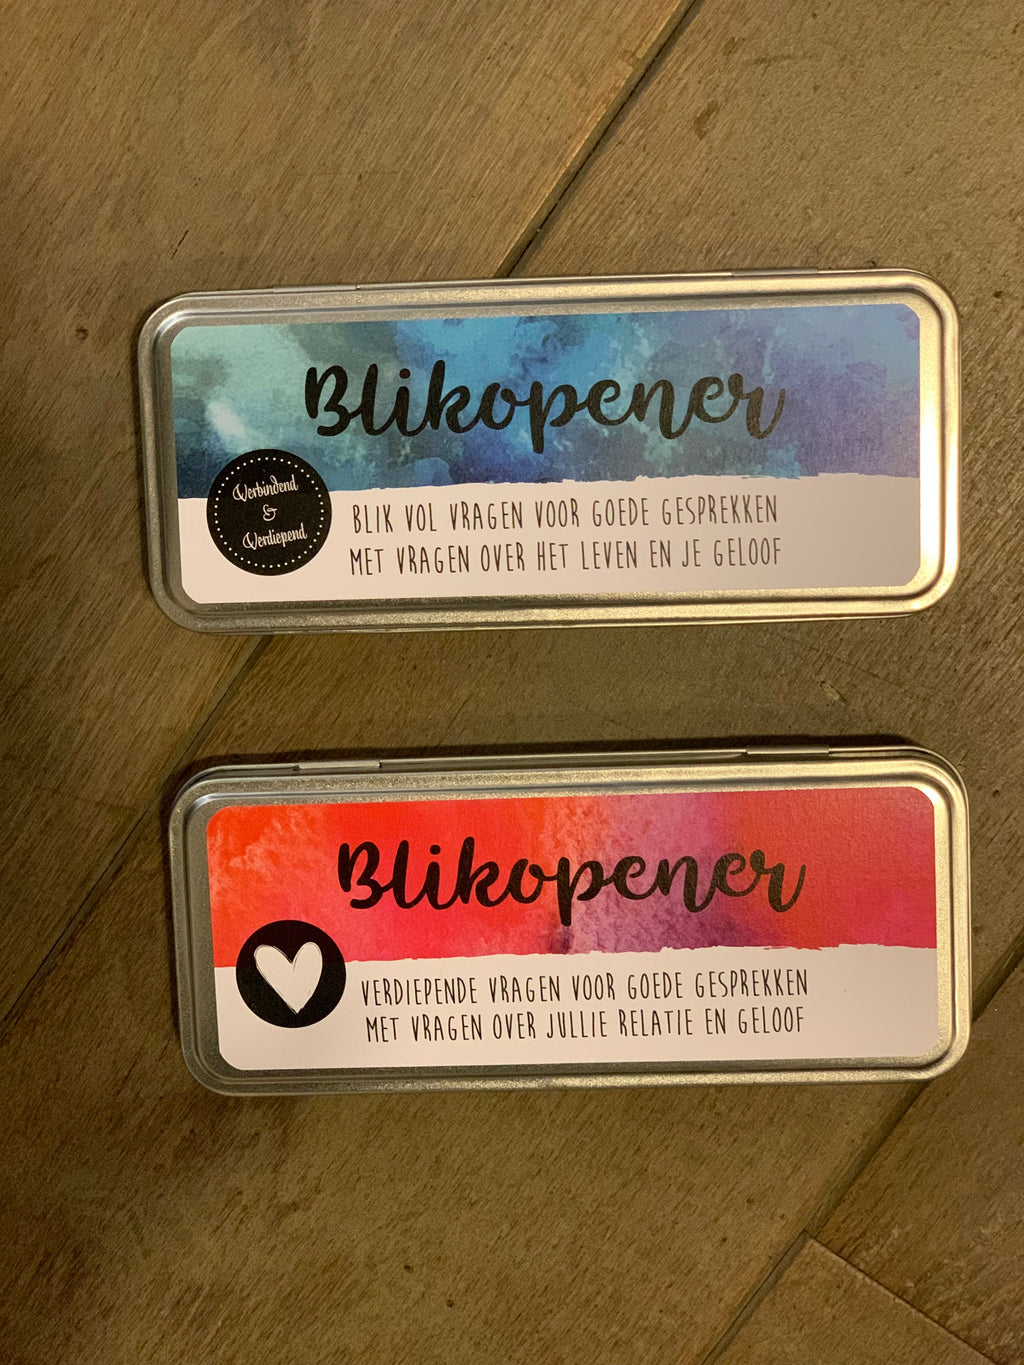 Blikopener
Verbindend
&
Verdiepend
BLIK VOL VRAGEN VOOR GOEDE GESPREKKEN
MET VRAGEN OVER HET LEVEN EN JE GELOOF
Blikopener
VERDIEPENDE VRAGEN VOOR GOEDE GESPREKKEN
MET VRAGEN OVER JULLIE RELATIE EN GELOOF